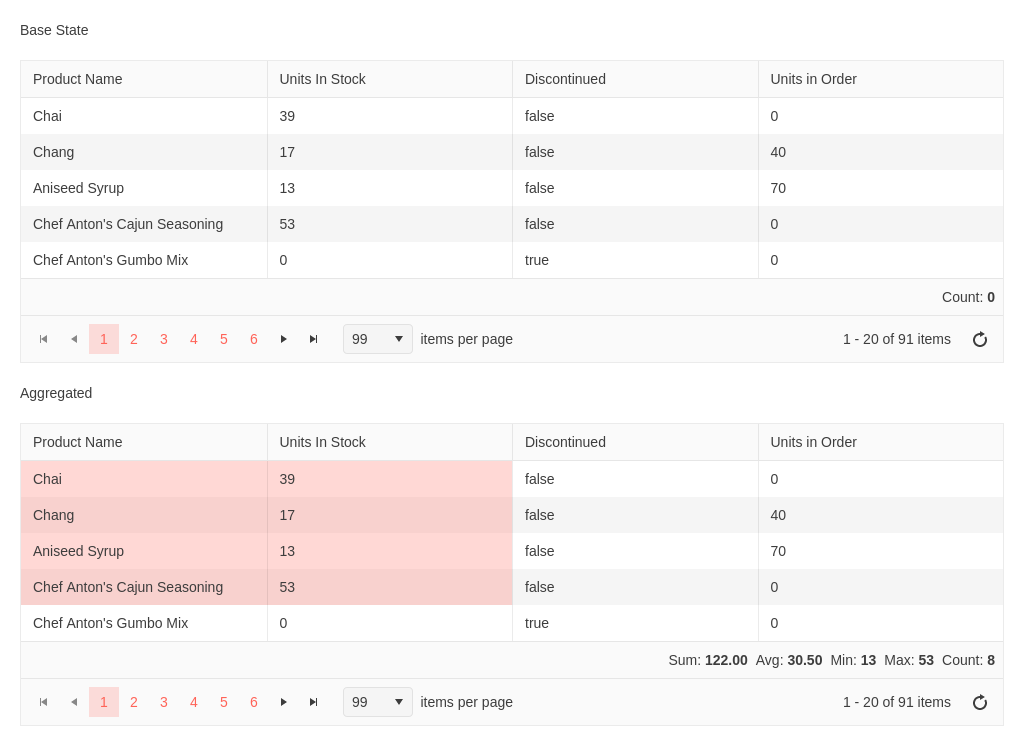 Base State
Product Name Units In Stock Discontinued Units in Order
Chai 39 false 0
Chang 17 false 40
Aniseed Syrup 13 false 70
Chef Anton's Cajun Seasoning 53 false 0
Chef Anton's Gumbo Mix 0 true 0
Count: 0
1 2 3 4 5 6 99 items per page 1 - 20 of 91 items
Aggregated
Product Name Units In Stock Discontinued Units in Order
Chai 39 false 0
Chang 17 false 40
Aniseed Syrup 13 false 70
Chef Anton's Cajun Seasoning 53 false 0
Chef Anton's Gumbo Mix 0 true 0
Sum: 122.00 Avg: 30.50 Min: 13 Max: 53 Count: 8
1 2 3 4 5 6 99 items per page 1 - 20 of 91 items